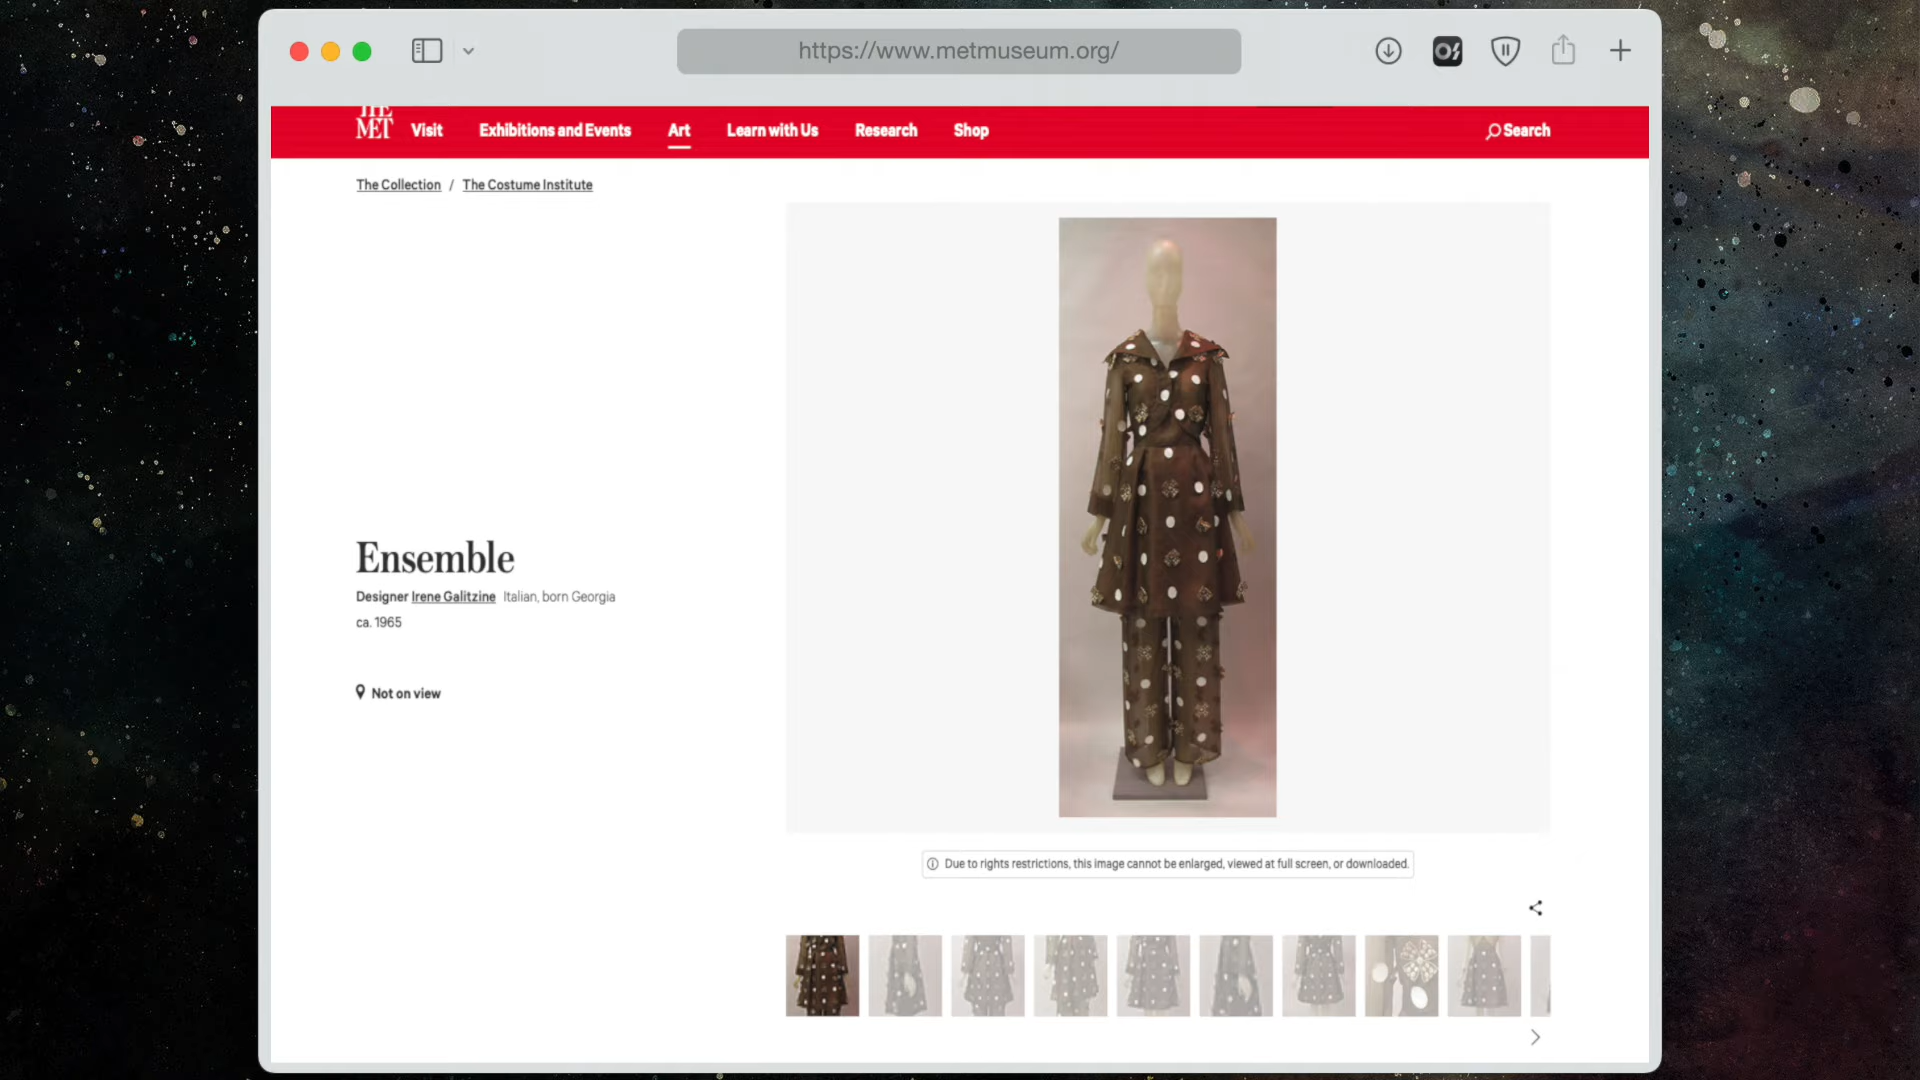 https://www.metmuseum.org/
THE
MET
Visit
Exhibitions and Events
Art
Learn with Us
Research
Shop
Search
The Collection / The Costume Institute
Ensemble
Designer Irene Galitzine Italian, born Georgia
ca. 1965
Not on view
Due to rights restrictions, this image cannot be enlarged, viewed at full screen, or downloaded.